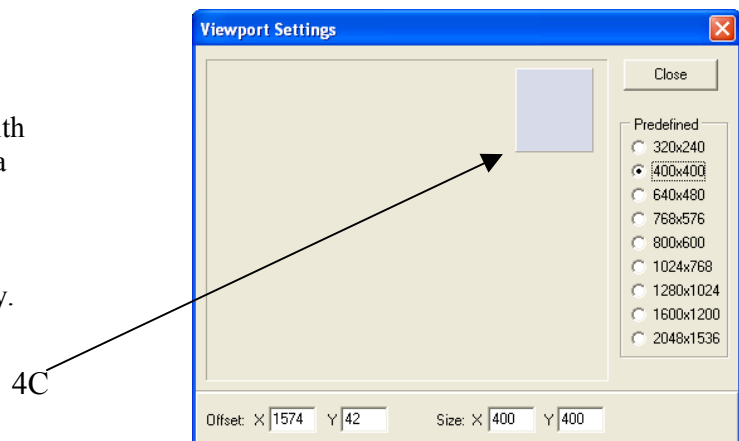 Viewport Settings
Close
Predefined
320x240
400x400
640x480
768x576
800x600
1024x768
1280x1024
1600x1200
2048x1536
4C
Offset: X 1574 Y 42 Size: X 400 Y 400